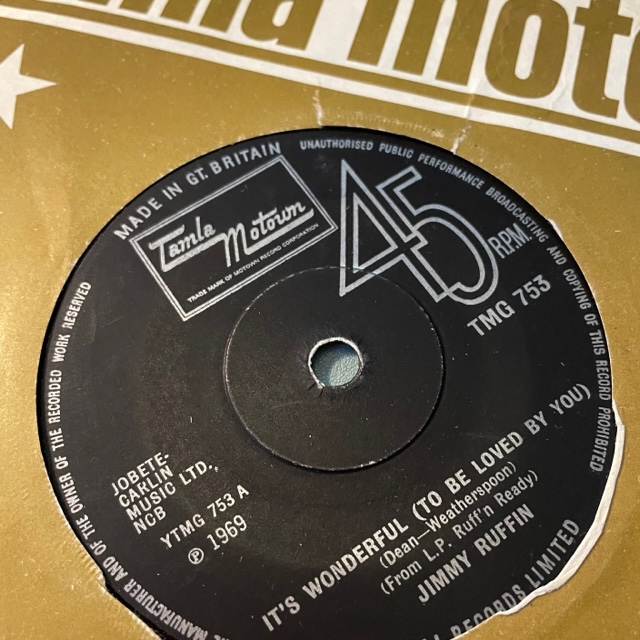 MADE IN GT. BRITAIN
UNAUTHORISED PUBLIC PERFORMANCE BROADCASTING AND COPYING OF THIS RECORD PROHIBITED
Tamla
Motown
TRADE MARK OF MOTOWN RECORD CORPORATION
45
RPM.
TMG 753
JOBETE-
CARLIN
MUSIC LTD.,
NCB
YTMG 753 A
℗ 1969
IT'S WONDERFUL (TO BE LOVED BY YOU)
(Dean—Weatherspoon)
(From L.P. Ruff'n Ready)
JIMMY RUFFIN
MANUFACTURER AND OF THE OWNER OF THE RECORDED WORK RESERVED
RECORDS LIMITED